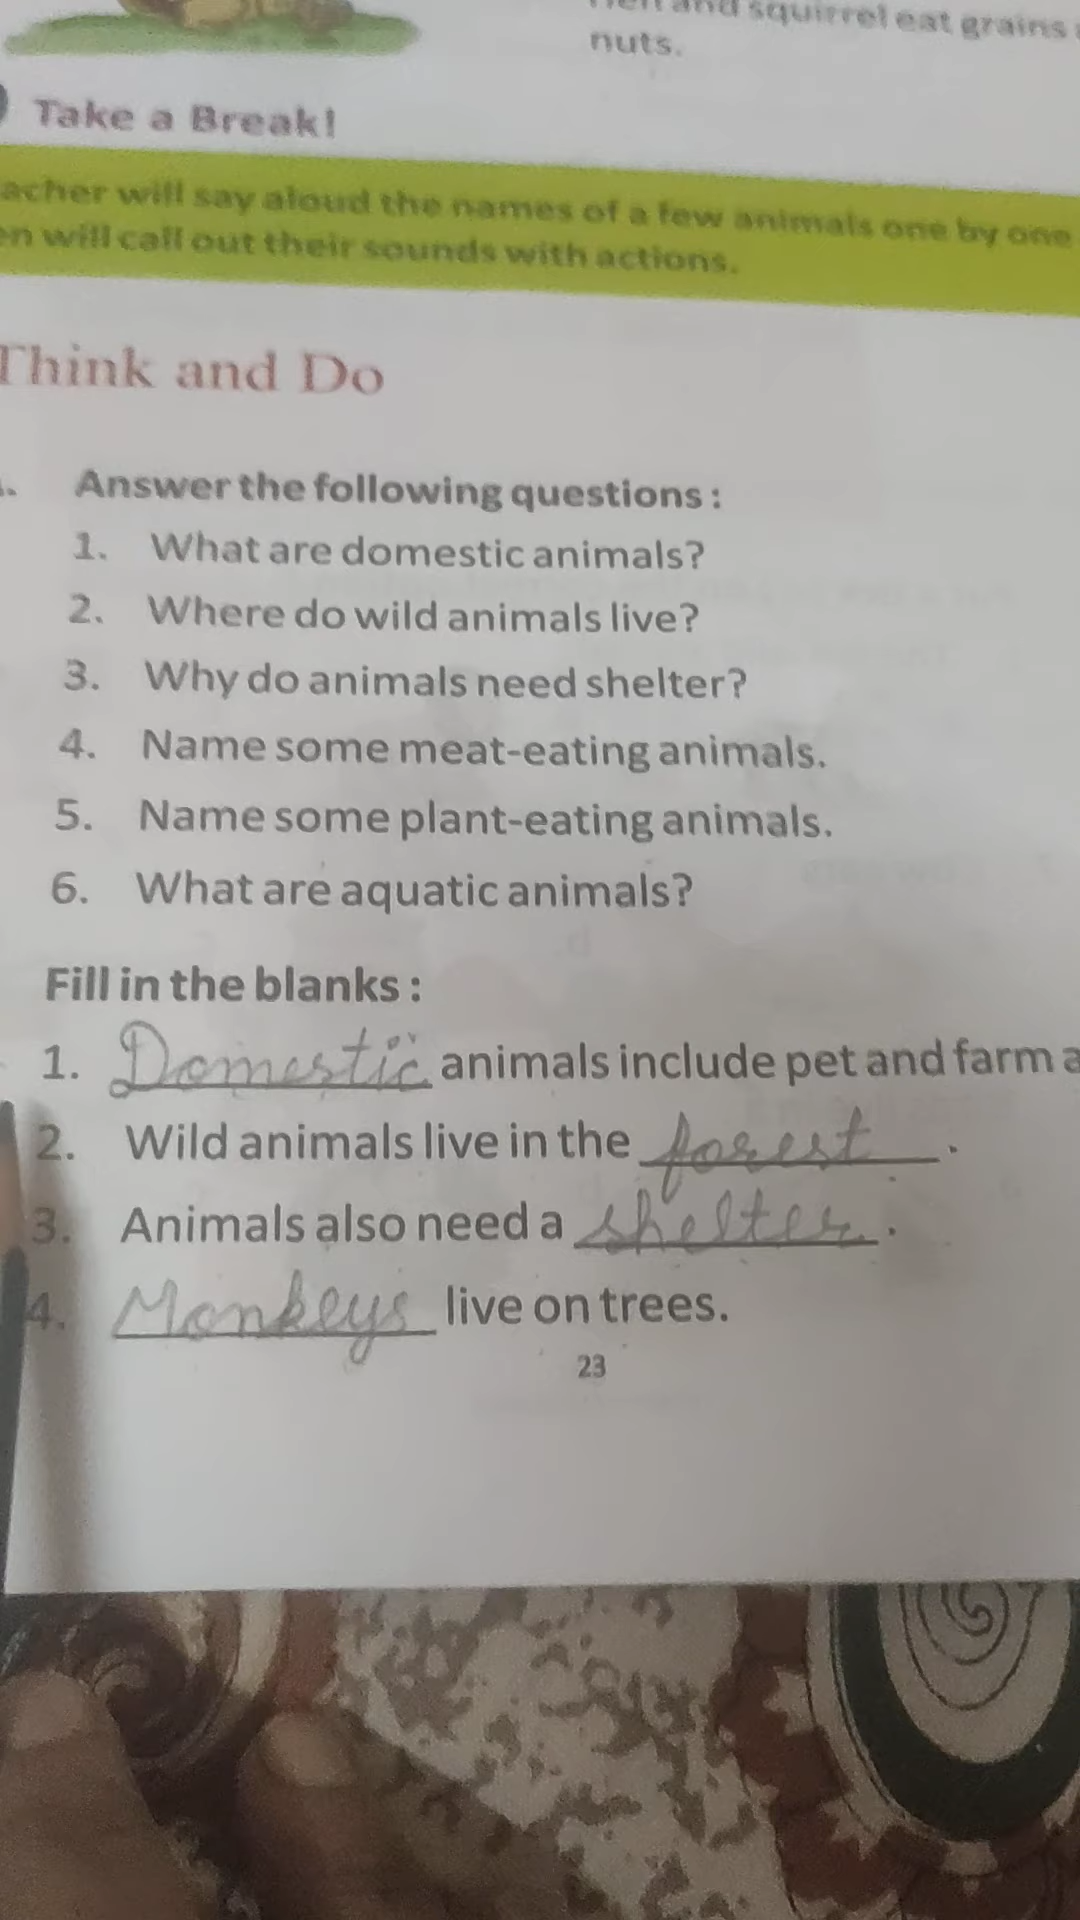 and squirrel eat grains
nuts.
Take a Break!
acher will say aloud the names of a few animals one by one
en will call out their sounds with actions.
Think and Do
Answer the following questions :
1. What are domestic animals?
2. Where do wild animals live?
3. Why do animals need shelter?
4. Name some meat-eating animals.
5. Name some plant-eating animals.
6. What are aquatic animals?
Fill in the blanks :
1. Domestic animals include pet and farm a
2. Wild animals live in the forest.
3. Animals also need a shelter.
4. Monkeys live on trees.
23